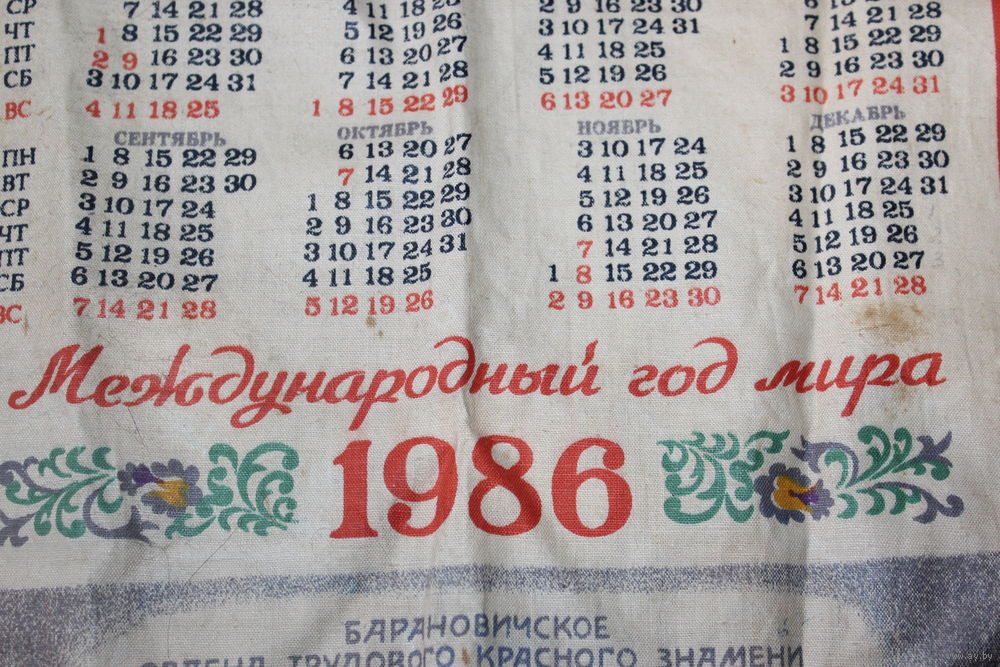 СР 7 14 21 28 4 11 18 25 2 9 16 23 30 6 13 20 27
ЧТ 1 8 15 22 29 5 12 19 26 3 10 17 24 31 7 14 21 28
ПТ 2 9 16 23 30 6 13 20 27 4 11 18 25 1 8 15 22 29
СБ 3 10 17 24 31 7 14 21 28 5 12 19 26 2 9 16 23 30
ВС 4 11 18 25 1 8 15 22 29 6 13 20 27 3 10 17 24 31
СЕНТЯБРЬ ОКТЯБРЬ НОЯБРЬ ДЕКАБРЬ
ПН 1 8 15 22 29 6 13 20 27 3 10 17 24 1 8 15 22 29
ВТ 2 9 16 23 30 7 14 21 28 4 11 18 25 2 9 16 23 30
СР 3 10 17 24 1 8 15 22 29 5 12 19 26 3 10 17 24 31
ЧТ 4 11 18 25 2 9 16 23 30 6 13 20 27 4 11 18 25
ПТ 5 12 19 26 3 10 17 24 31 7 14 21 28 5 12 19 26
СБ 6 13 20 27 4 11 18 25 1 8 15 22 29 6 13 20 27
ВС 7 14 21 28 5 12 19 26 2 9 16 23 30 7 14 21 28
Международный год мира
1986
БАРАНОВИЧСКОЕ
ОРДЕНА ТРУДОВОГО КРАСНОГО ЗНАМЕНИ
www.ay.by